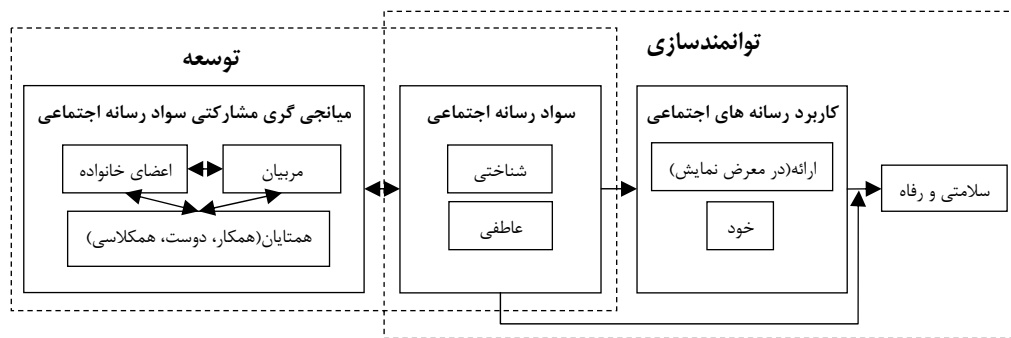 توانمندسازی
توسعه
میانجی گری مشارکتی سواد رسانه اجتماعی
سواد رسانه اجتماعی
کاربرد رسانه های اجتماعی
اعضای خانواده
مربیان
همتایان(همکار، دوست، همکلاسی)
شناختی
عاطفی
ارائه(در معرض نمایش)
خود
سلامتی و رفاه